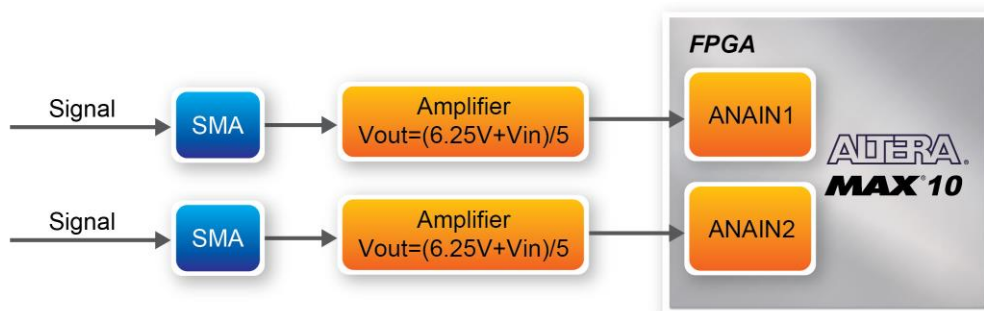 FPGA
Signal
SMA
Amplifier
Vout=(6.25V+Vin)/5
ANAIN1
ALTERA.
MAX®10
Signal
SMA
Amplifier
Vout=(6.25V+Vin)/5
ANAIN2